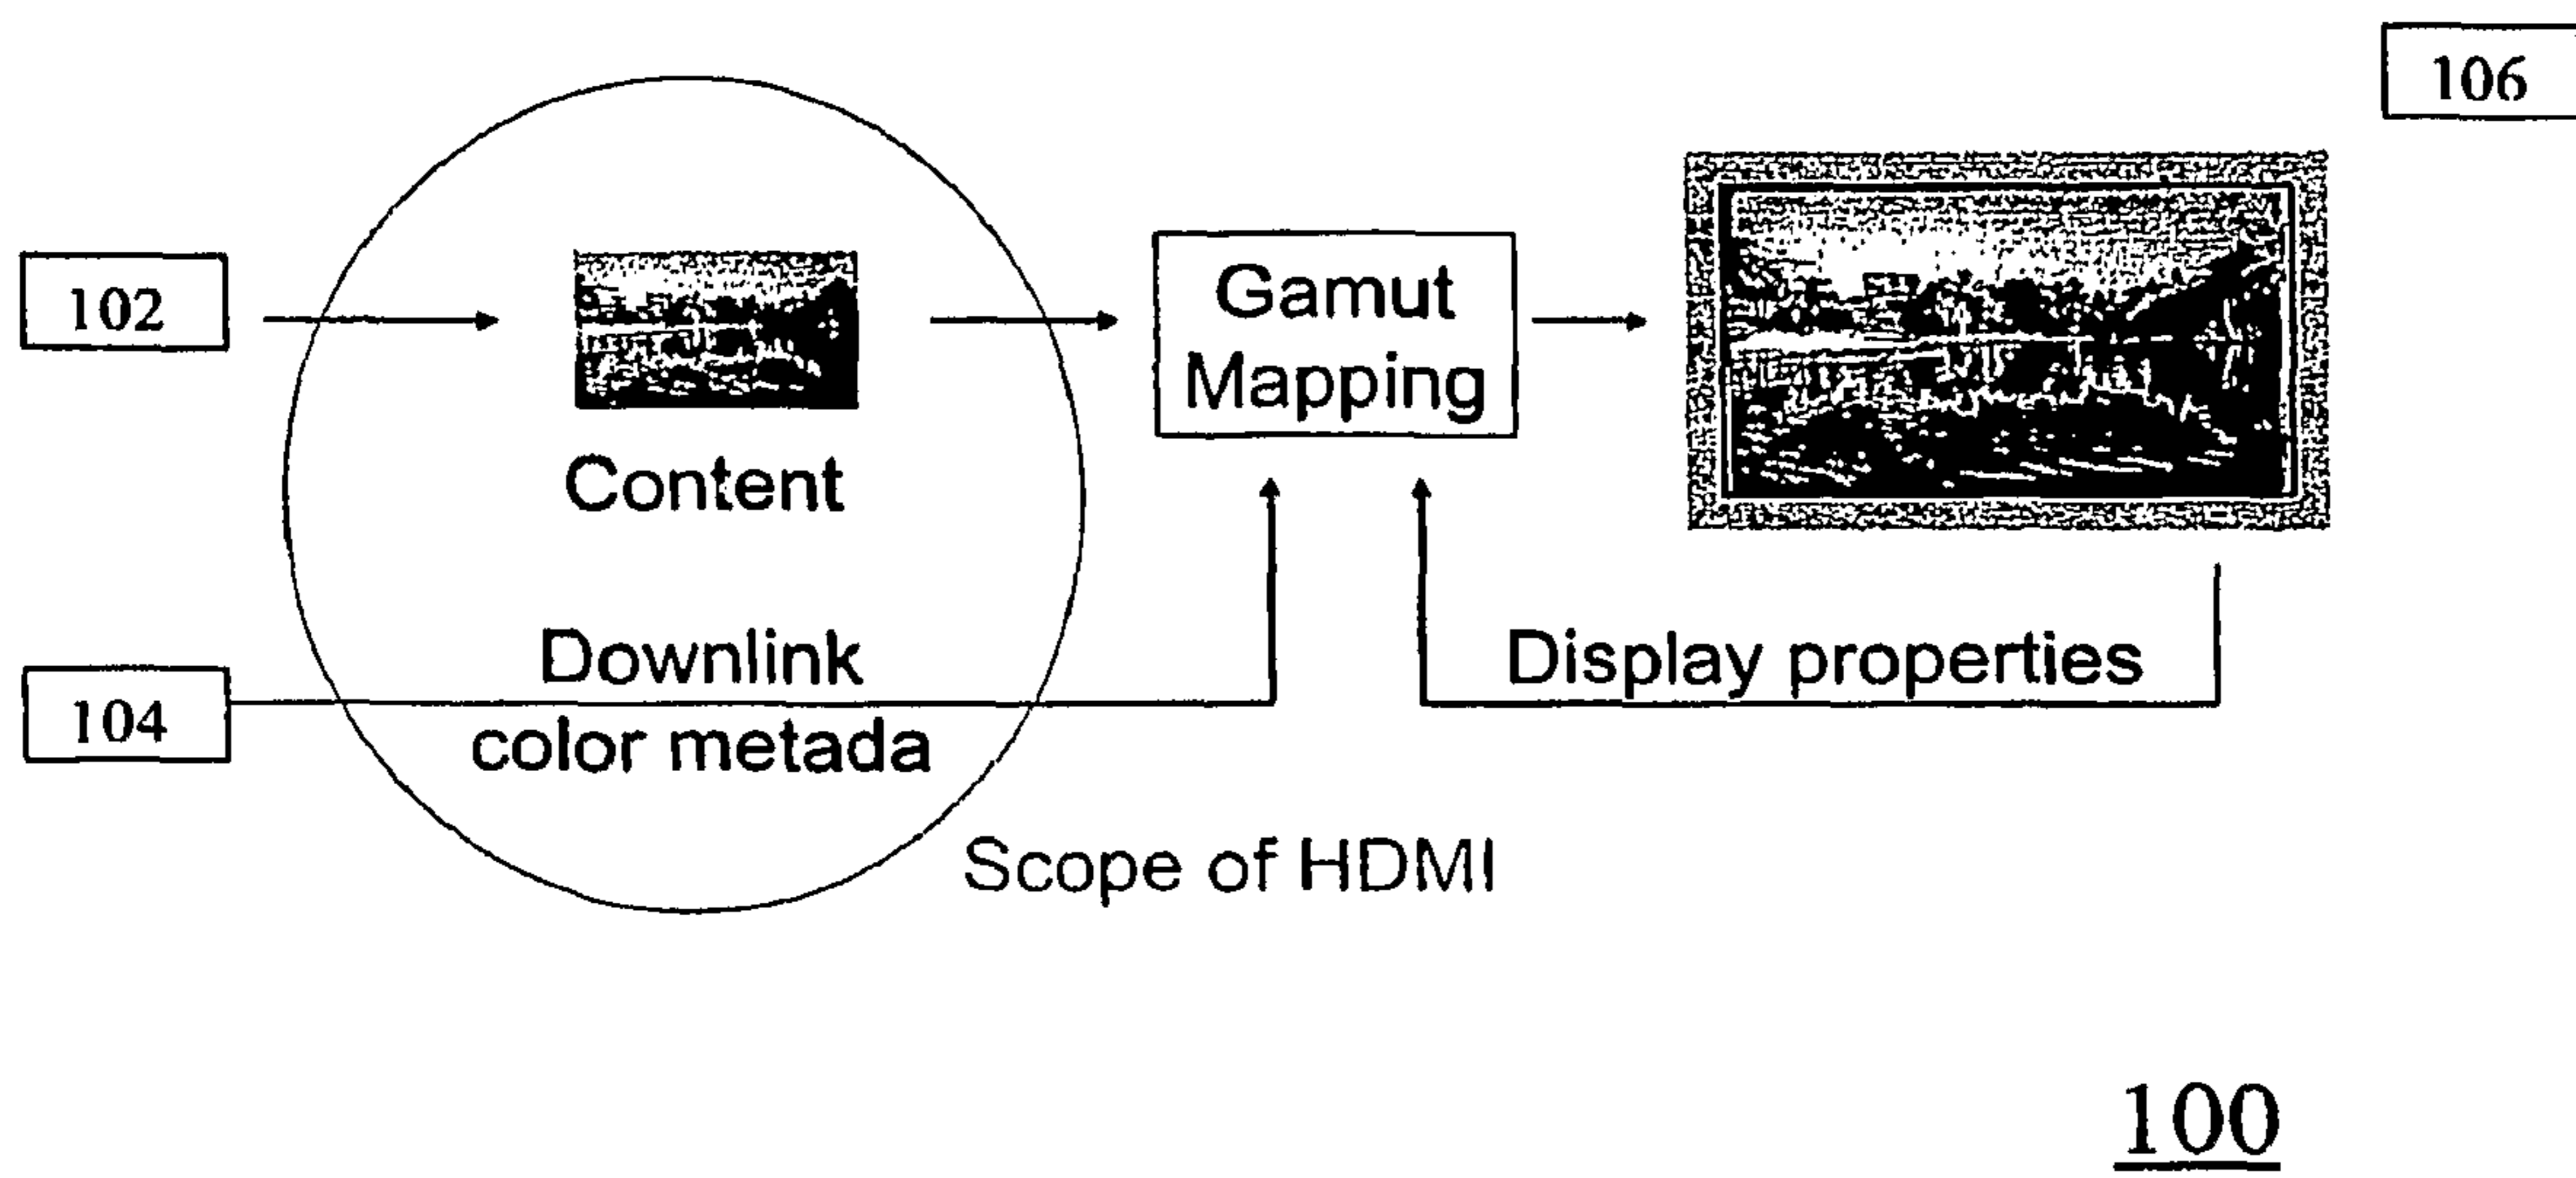 106
102
Gamut
Mapping
Content
Downlink
color metada
Display properties
104
Scope of HDMI
100